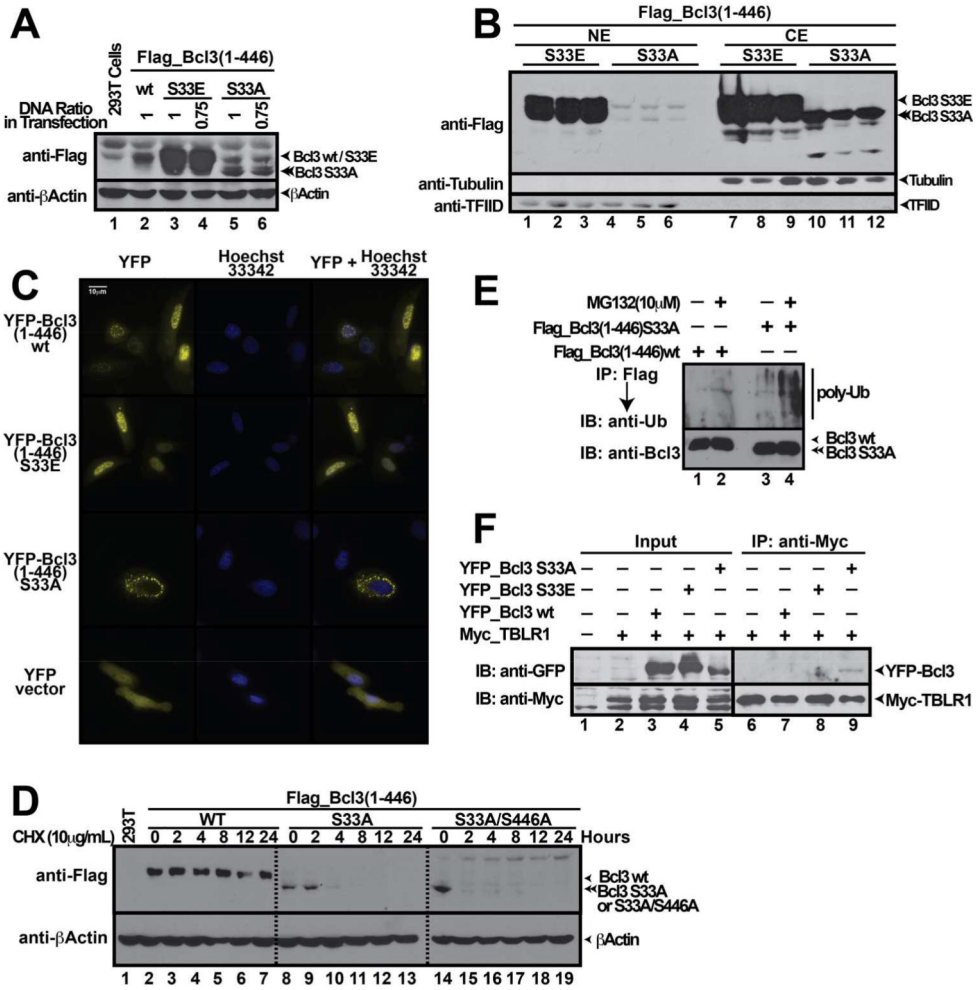 A
Flag_Bcl3(1-446)
293T Cells
wt S33E S33A
DNA Ratio
in Transfection
1 1 0.75 1 0.75
anti-Flag
Bcl3 wt / S33E
Bcl3 S33A
anti-βActin
βActin
1 2 3 4 5 6
B
Flag_Bcl3(1-446)
NE CE
S33E S33A S33E S33A
anti-Flag
Bcl3 S33E
Bcl3 S33A
anti-Tubulin
Tubulin
anti-TFIID
TFIID
1 2 3 4 5 6 7 8 9 10 11 12
C
YFP Hoechst 33342 YFP + Hoechst 33342
10μm
YFP-Bcl3
(1-446)
wt
YFP-Bcl3
(1-446)
S33E
YFP-Bcl3
(1-446)
S33A
YFP
vector
E
MG132(10μM) − + − +
Flag_Bcl3(1-446)S33A − − + +
Flag_Bcl3(1-446)wt + + − −
IP: Flag
IB: anti-Ub
poly-Ub
IB: anti-Bcl3
Bcl3 wt
Bcl3 S33A
1 2 3 4
F
Input IP: anti-Myc
YFP_Bcl3 S33A − − − − + − − − +
YFP_Bcl3 S33E − − − + − − − + −
YFP_Bcl3 wt − − + − − − + − −
Myc_TBLR1 − + + + + + + + +
IB: anti-GFP
YFP-Bcl3
IB: anti-Myc
Myc-TBLR1
1 2 3 4 5 6 7 8 9
D
Flag_Bcl3(1-446)
293T
WT S33A S33A/S446A
CHX (10μg/mL) 0 2 4 8 12 24 0 2 4 8 12 24 0 2 4 8 12 24 Hours
anti-Flag
Bcl3 wt
Bcl3 S33A
or S33A/S446A
anti-βActin
βActin
1 2 3 4 5 6 7 8 9 10 11 12 13 14 15 16 17 18 19